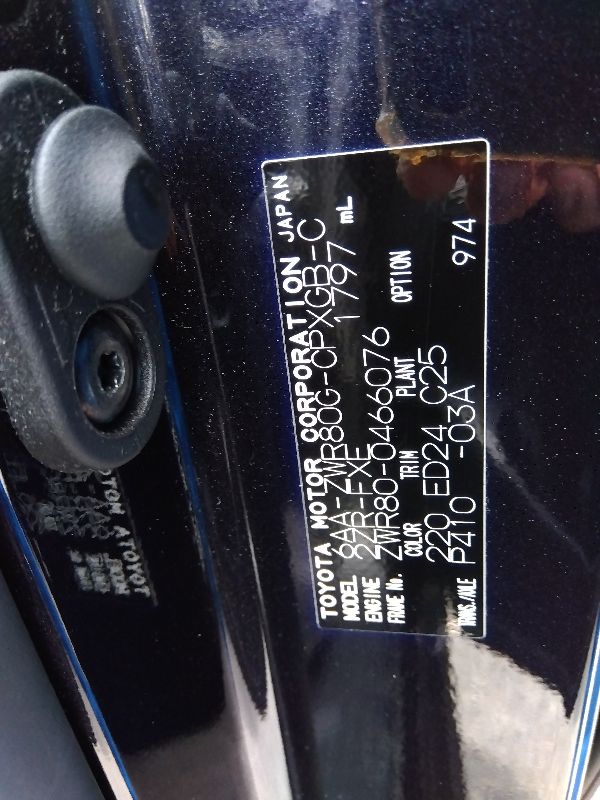 TOYOTA MOTOR CORPORATION JAPAN
MODEL 6AA-ZWR80G-CPXGB-C
ENGINE 2ZR-FXE 1797 mL
FRAME No. ZWR80-0466076
COLOR TRIM PLANT OPTION
220 ED24 C25
TRANS./AXLE PZ410 -03A 974